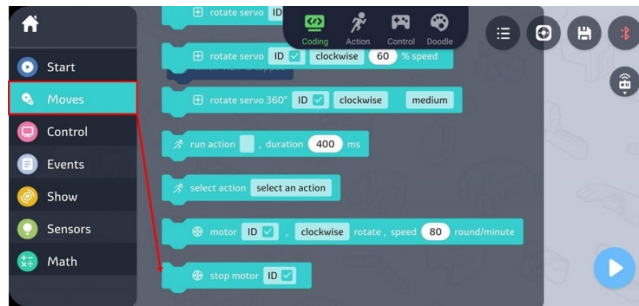 rotate servo ID
Coding Action Control Doodle
Start
rotate servo ID clockwise 60 % speed
Moves
rotate servo 360° ID clockwise medium
Control
run action , duration 400 ms
Events
select action select an action
Show
Sensors
motor ID , clockwise rotate , speed 80 round/minute
Math
stop motor ID